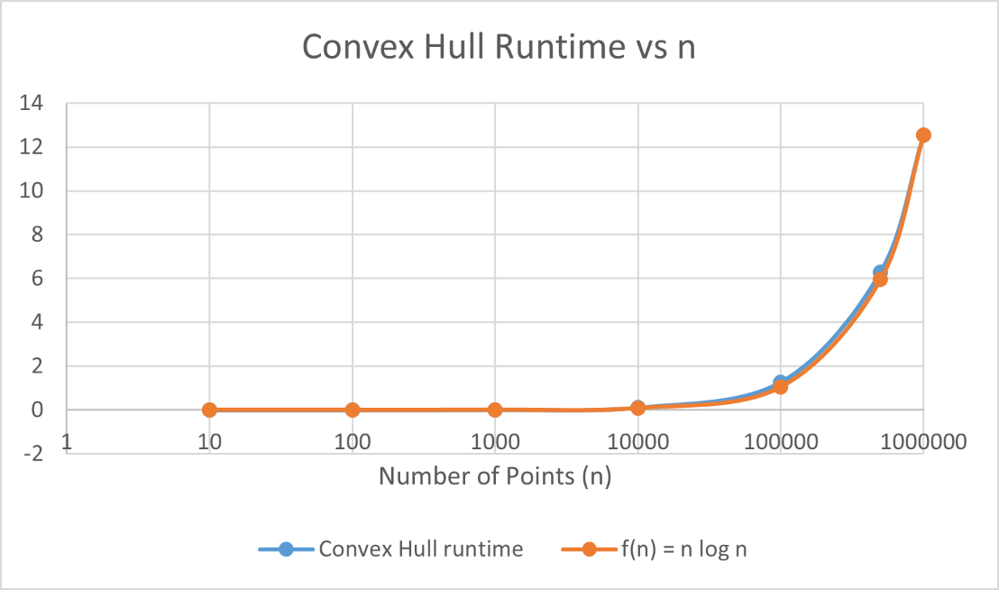 Convex Hull Runtime vs n
14
12
10
8
6
4
2
0
-2
1 10 100 1000 10000 100000 1000000
Number of Points (n)
Convex Hull runtime f(n) = n log n